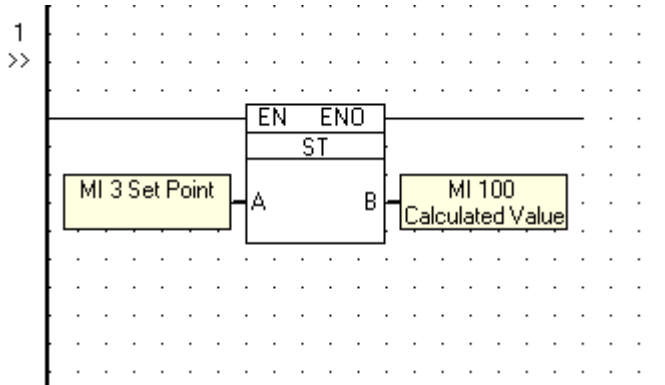 1
>>
EN ENO
ST
MI 3 Set Point
A
B
MI 100
Calculated Value